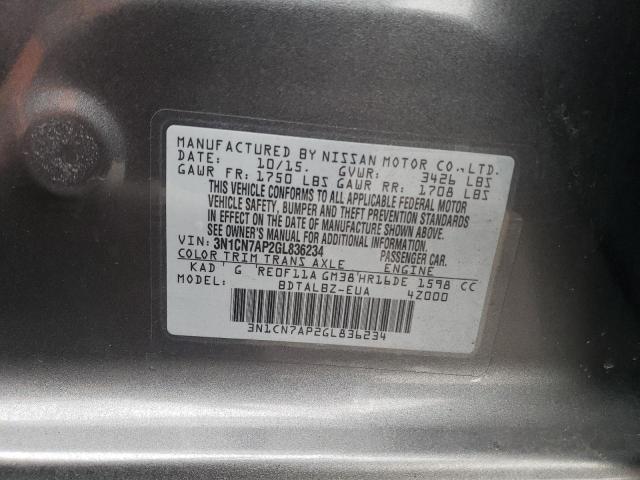 MANUFACTURED BY NISSAN MOTOR CO.,LTD.
DATE: 10/15. GVWR: 3426 LBS
GAWR FR: 1750 LBS GAWR RR: 1708 LBS
THIS VEHICLE CONFORMS TO ALL APPLICABLE FEDERAL MOTOR
VEHICLE SAFETY, BUMPER AND THEFT PREVENTION STANDARDS
IN EFFECT ON THE DATE OF MANUFACTURE SHOWN ABOVE.
SEE OWNER'S MANUAL FOR ADDITIONAL INFORMATION.
VIN: 3N1CN7AP2GL836234 PASSENGER CAR.
COLOR TRIM TRANS AXLE ENGINE
KAD G RE0F11A GM38 HR16DE 1598 CC
MODEL: BDTALBZ-EUA 4Z000
3N1CN7AP2GL836234